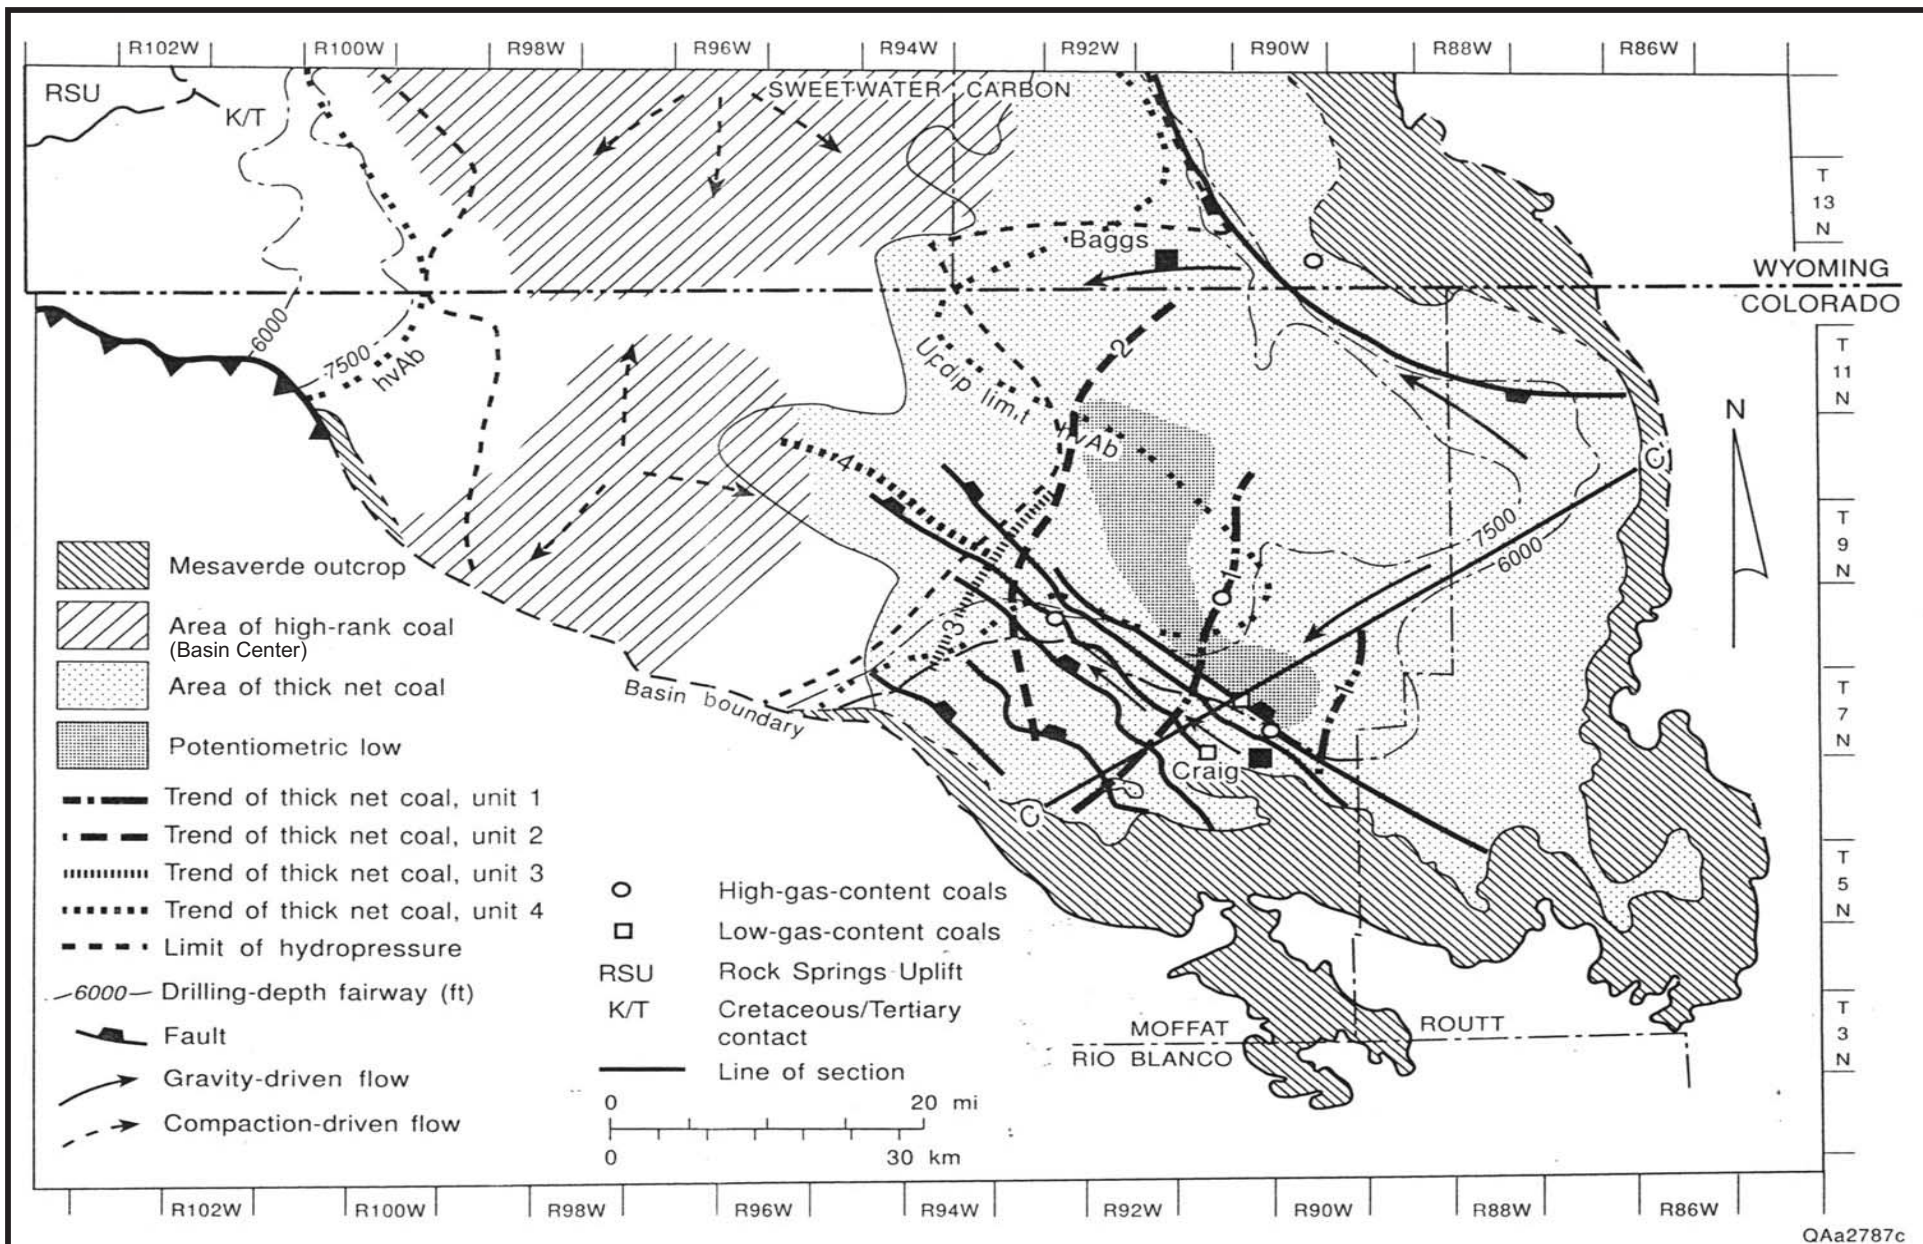 R102W R100W R98W R96W R94W R92W R90W R88W R86W
RSU
K/T
SWEETWATER CARBON
T
13
N
Baggs
WYOMING
COLORADO
6000
7500
hvAb
Updip limit
hvAb
2
T
11
N
N
C
4
7500
6000
T
9
N
1
3
1
Basin boundary
T
7
N
Craig
C
T
5
N
MOFFAT ROUTT
RIO BLANCO
T
3
N
Mesaverde outcrop
Area of high-rank coal
(Basin Center)
Area of thick net coal
Potentiometric low
Trend of thick net coal, unit 1
Trend of thick net coal, unit 2
Trend of thick net coal, unit 3
Trend of thick net coal, unit 4
Limit of hydropressure
6000 Drilling-depth fairway (ft)
Fault
Gravity-driven flow
Compaction-driven flow
High-gas-content coals
Low-gas-content coals
RSU Rock Springs Uplift
K/T Cretaceous/Tertiary
contact
Line of section
0 20 mi
0 30 km
R102W R100W R98W R96W R94W R92W R90W R88W R86W
QAa2787c